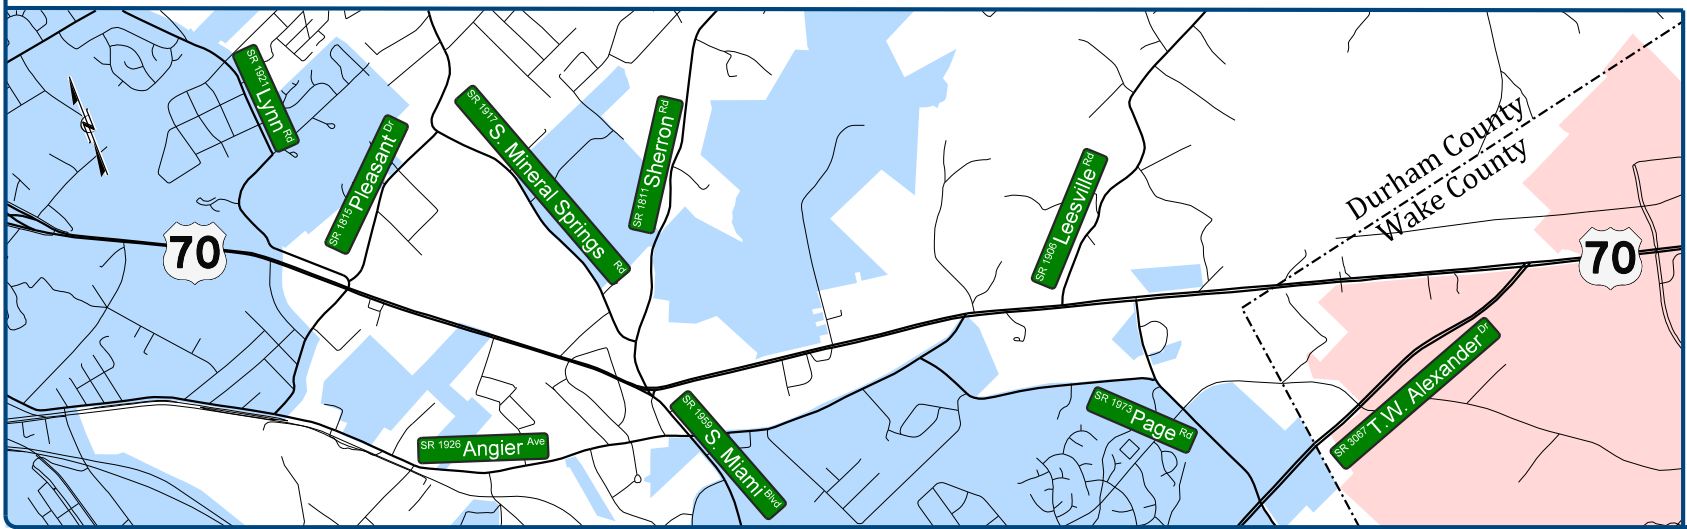 SR 1921 Lynn Rd
SR 1815 Pleasant Dr
SR 1917 S. Mineral Springs Rd
SR 1811 Sherron Rd
SR 1906 Leesville Rd
Durham County
Wake County
N
70
70
SR 3067 T.W. Alexander Dr
SR 1973 Page Rd
SR 1959 S. Miami Blvd
SR 1926 Angier Ave